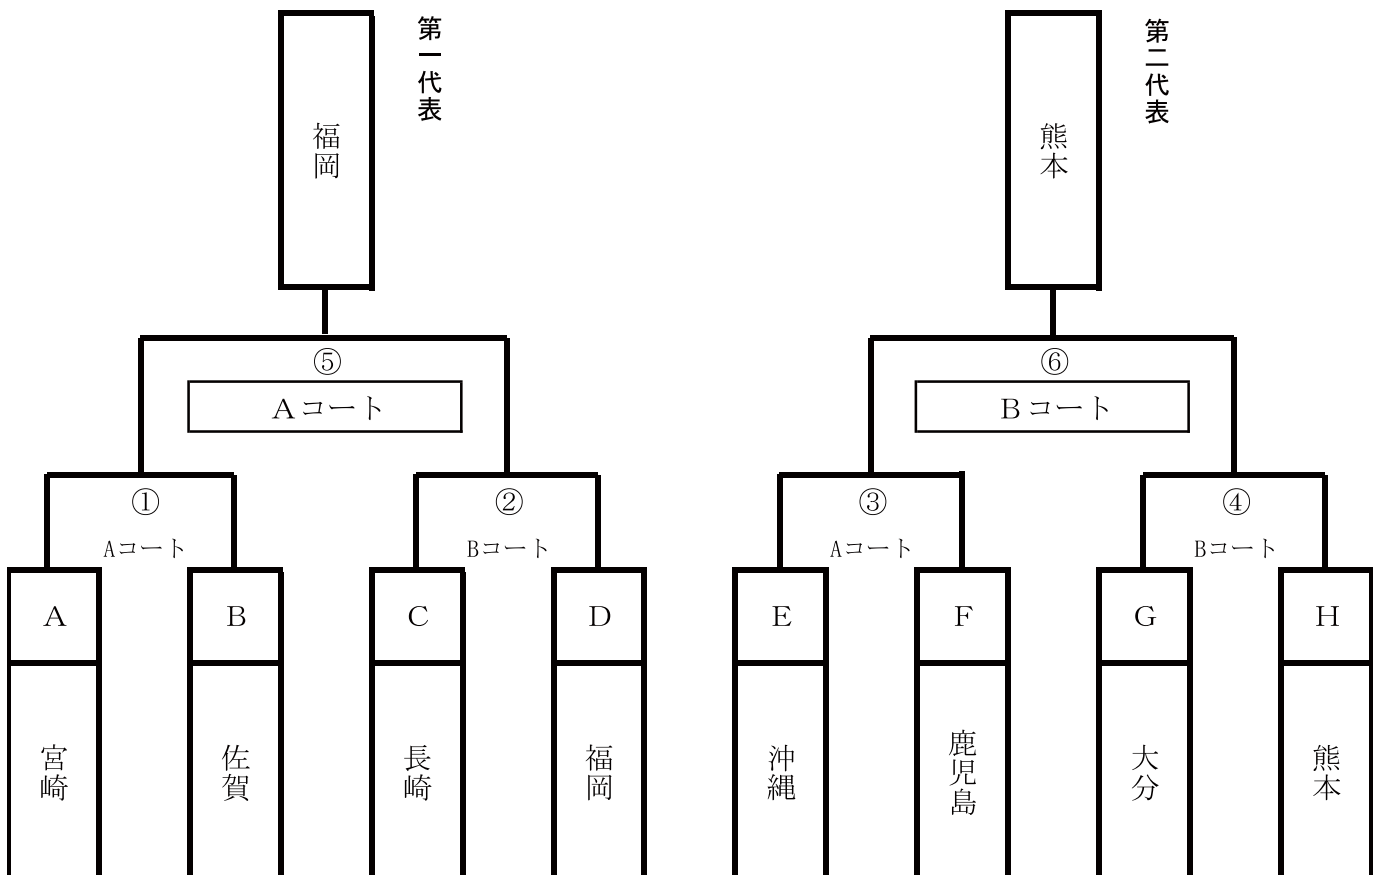 第一代表
福岡
第二代表
熊本
⑤
Aコート
⑥
Bコート
①
Aコート
②
Bコート
③
Aコート
④
Bコート
A
B
C
D
E
F
G
H
宮崎
佐賀
長崎
福岡
沖縄
鹿児島
大分
熊本